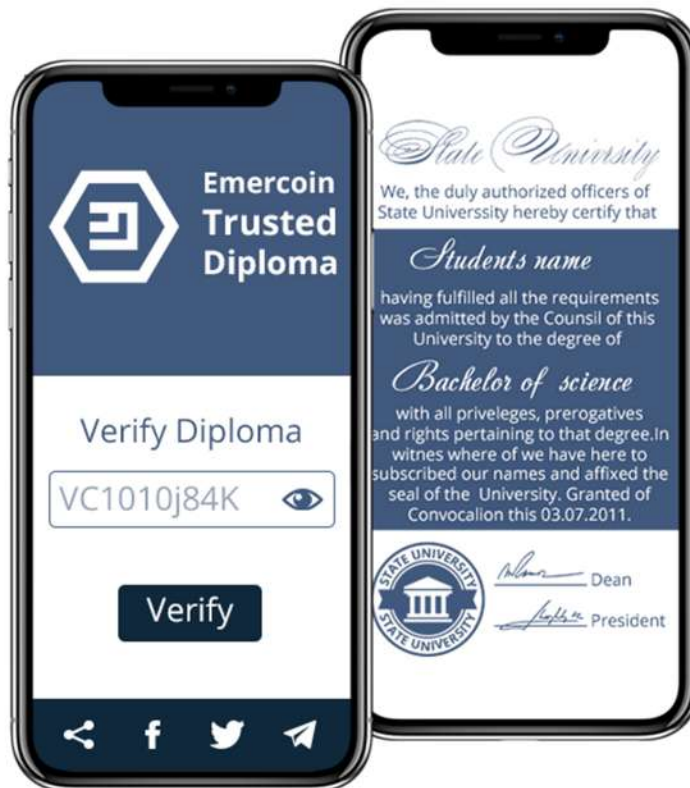 Emercoin
Trusted
Diploma
Verify Diploma
VC1010j84K
Verify
State University
We, the duly authorized officers of
State Universsity hereby certify that
Students name
having fulfilled all the requirements
was admitted by the Counsil of this
University to the degree of
Bachelor of science
with all priveleges, prerogatives
and rights pertaining to that degree.In
witnes where of we have here to
subscribed our names and affixed the
seal of the University. Granted of
Convocalion this 03.07.2011.
STATE UNIVERSITY
STATE UNIVERSITY
Dean
President